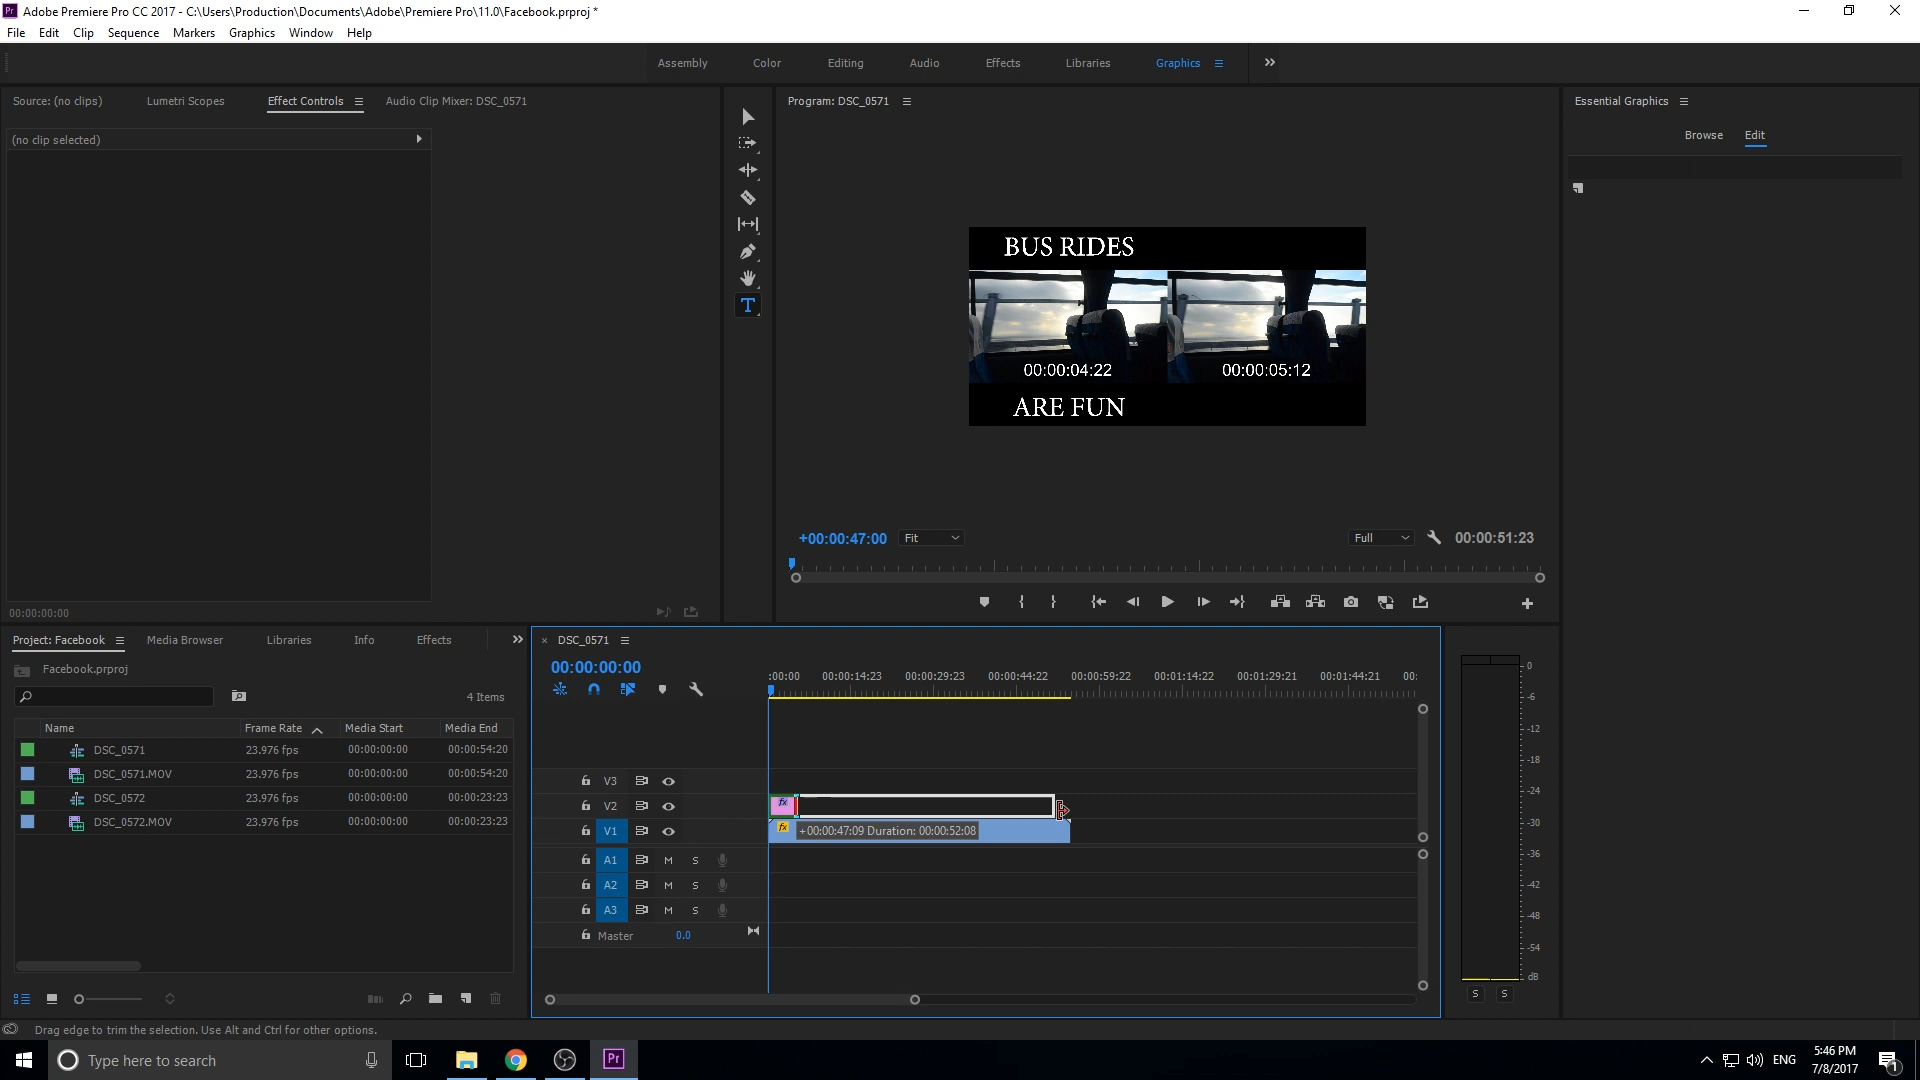 Adobe Premiere Pro CC 2017 - C:\Users\Production\Documents\Adobe\Premiere Pro\11.0\Facebook.prproj *
File Edit Clip Sequence Markers Graphics Window Help
Assembly Color Editing Audio Effects Libraries Graphics
Source: (no clips) Lumetri Scopes Effect Controls Audio Clip Mixer: DSC_0571
(no clip selected)
00:00:00:00
Program: DSC_0571
BUS RIDES
00:00:04:22 00:00:05:12
ARE FUN
+00:00:47:00 Fit Full 00:00:51:23
Essential Graphics
Browse Edit
Project: Facebook Media Browser Libraries Info Effects
Facebook.prproj
4 Items
Name Frame Rate Media Start Media End
DSC_0571 23.976 fps 00:00:00:00 00:00:54:20
DSC_0571.MOV 23.976 fps 00:00:00:00 00:00:54:20
DSC_0572 23.976 fps 00:00:00:00 00:00:23:23
DSC_0572.MOV 23.976 fps 00:00:00:00 00:00:23:23
DSC_0571
00:00:00:00
:00:00 00:00:14:23 00:00:29:23 00:00:44:22 00:00:59:22 00:01:14:22 00:01:29:21 00:01:44:21 00:
V3
V2 fx
V1 fx +00:00:47:09 Duration: 00:00:52:08
A1 M S
A2 M S
A3 M S
Master 0.0
0
-6
-12
-18
-24
-30
-36
-42
-48
-54
dB
S S
Drag edge to trim the selection. Use Alt and Ctrl for other options.
Type here to search
Pr
ENG
5:46 PM
7/8/2017
1